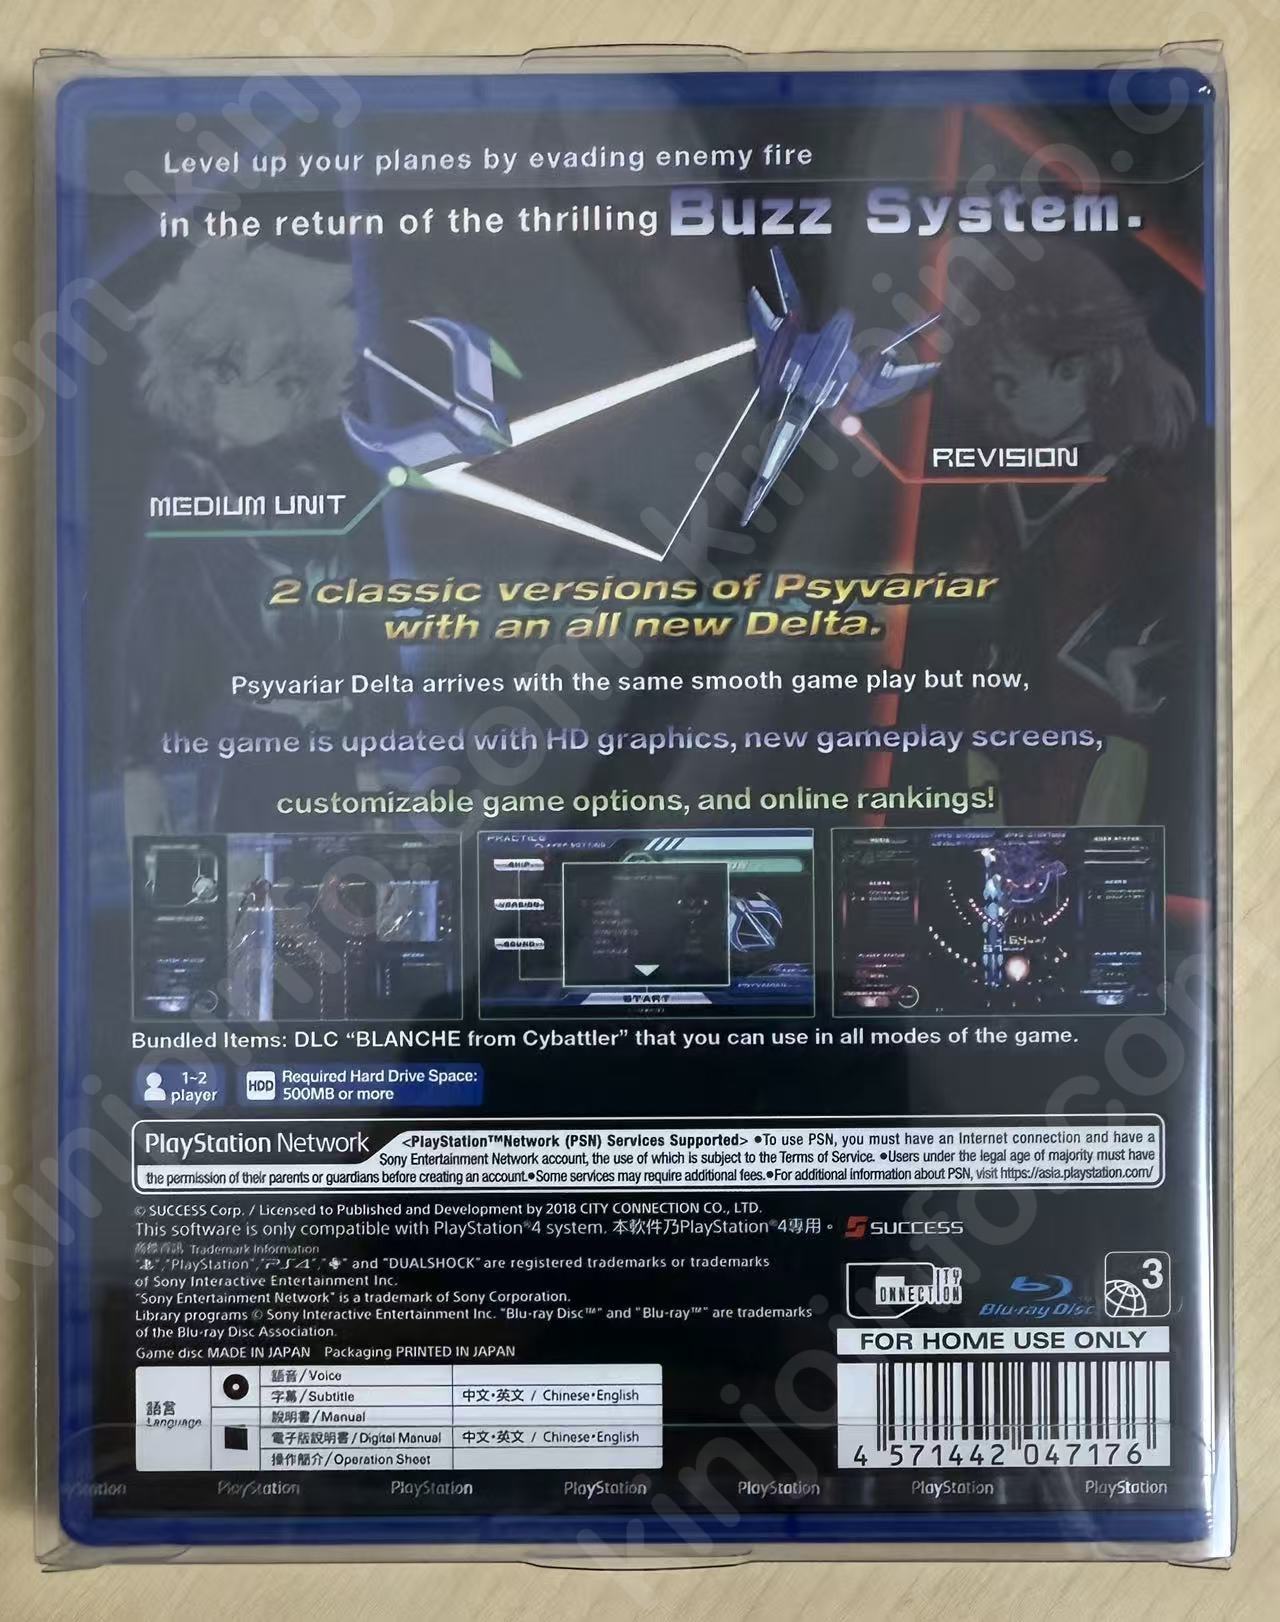 Level up your planes by evading enemy fire
in the return of the thrilling Buzz System.
REVISION
MEDIUM UNIT
2 classic versions of Psyvariar
with an all new Delta.
Psyvariar Delta arrives with the same smooth game play but now,
the game is updated with HD graphics, new gameplay screens,
customizable game options, and online rankings!
PRACTICE
SHIP
VERSION
SOUND
START
Bundled Items: DLC “BLANCHE from Cybattler” that you can use in all modes of the game.
1~2
player
HDD
Required Hard Drive Space:
500MB or more
PlayStation Network
<PlayStation™Network (PSN) Services Supported> ●To use PSN, you must have an Internet connection and have a
Sony Entertainment Network account, the use of which is subject to the Terms of Service. ●Users under the legal age of majority must have
the permission of their parents or guardians before creating an account.●Some services may require additional fees.●For additional information about PSN, visit https://asia.playstation.com/
© SUCCESS Corp. / Licensed to Published and Development by 2018 CITY CONNECTION CO., LTD.
This software is only compatible with PlayStation®4 system. 本軟件乃PlayStation®4專用。 SUCCESS
商標資訊 Trademark Information
"PlayStation", "PS4", and "DUALSHOCK" are registered trademarks or trademarks
of Sony Interactive Entertainment Inc.
"Sony Entertainment Network" is a trademark of Sony Corporation.
Library programs © Sony Interactive Entertainment Inc. "Blu-ray Disc™" and "Blu-ray™" are trademarks
of the Blu-ray Disc Association.
Game disc MADE IN JAPAN Packaging PRINTED IN JAPAN
CITY CONNECTION
Blu-ray Disc
3
FOR HOME USE ONLY
語言
Language
語音/Voice
字幕/Subtitle 中文•英文 / Chinese•English
說明書/Manual
電子版說明書/Digital Manual 中文•英文 / Chinese•English
操作簡介/Operation Sheet
4 571442 047176
PlayStation PlayStation PlayStation PlayStation PlayStation PlayStation
kinjoinfo.com